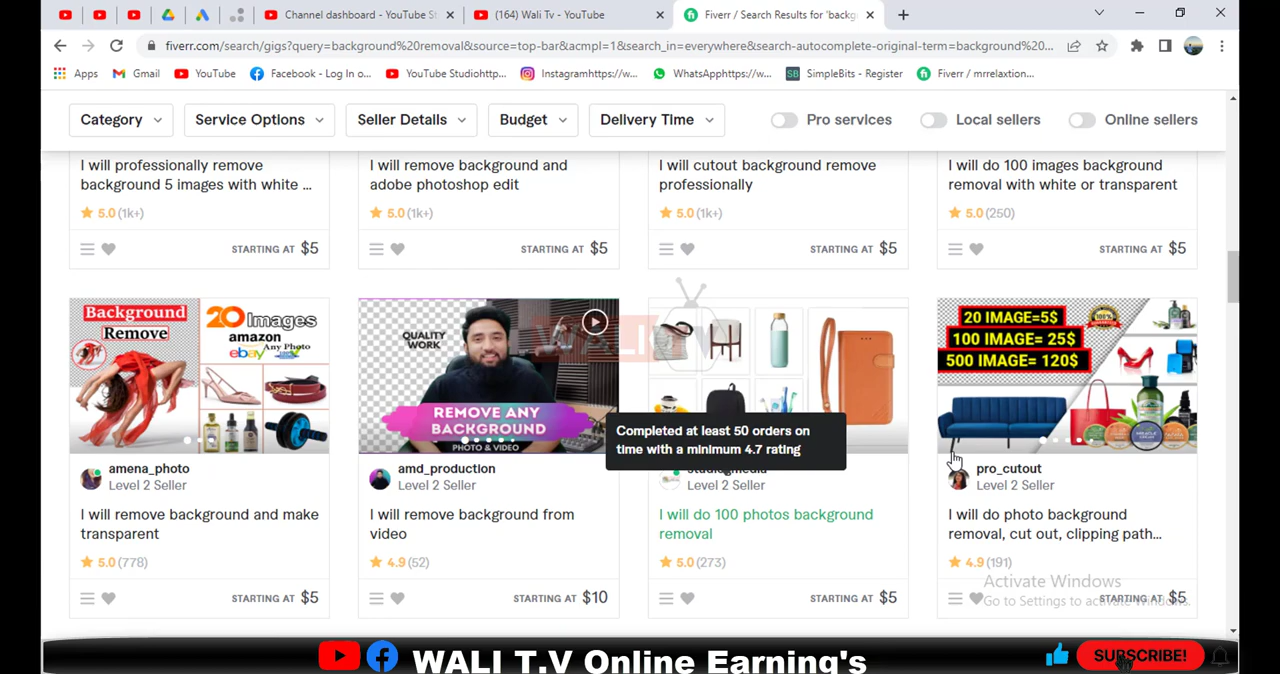 Channel dashboard - YouTube St
(164) Wali Tv - YouTube
Fiverr / Search Results for 'backg
fiverr.com/search/gigs?query=background%20removal&source=top-bar&acmpl=1&search_in=everywhere&search-autocomplete-original-term=background%20...
Apps
Gmail
YouTube
Facebook - Log In o...
YouTube Studiohttp...
Instagramhttps://w...
WhatsApphttps://w...
SB
SimpleBits - Register
Fiverr / mrrelaxtion...
Category
Service Options
Seller Details
Budget
Delivery Time
Pro services
Local sellers
Online sellers
I will professionally remove
background 5 images with white ...
5.0 (1k+)
STARTING AT $5
I will remove background and
adobe photoshop edit
5.0 (1k+)
STARTING AT $5
I will cutout background remove
professionally
5.0 (1k+)
STARTING AT $5
I will do 100 images background
removal with white or transparent
5.0 (250)
STARTING AT $5
Background
Remove
20 Images
amazon
ebay
Any Photo
amena_photo
Level 2 Seller
I will remove background and make
transparent
5.0 (778)
STARTING AT $5
QUALITY
WORK
REMOVE ANY
BACKGROUND
PHOTO & VIDEO
amd_production
Level 2 Seller
I will remove background from
video
4.9 (52)
STARTING AT $10
WALI TV
Completed at least 50 orders on
time with a minimum 4.7 rating
Level 2 Seller
I will do 100 photos background
removal
5.0 (273)
STARTING AT $5
20 IMAGE=5$
100 IMAGE= 25$
500 IMAGE= 120$
100%
pro_cutout
Level 2 Seller
I will do photo background
removal, cut out, clipping path...
4.9 (191)
STARTING AT $5
Activate Windows
Go to Settings to activate Windows.
WALI T.V Online Earning's
SUBSCRIBE!